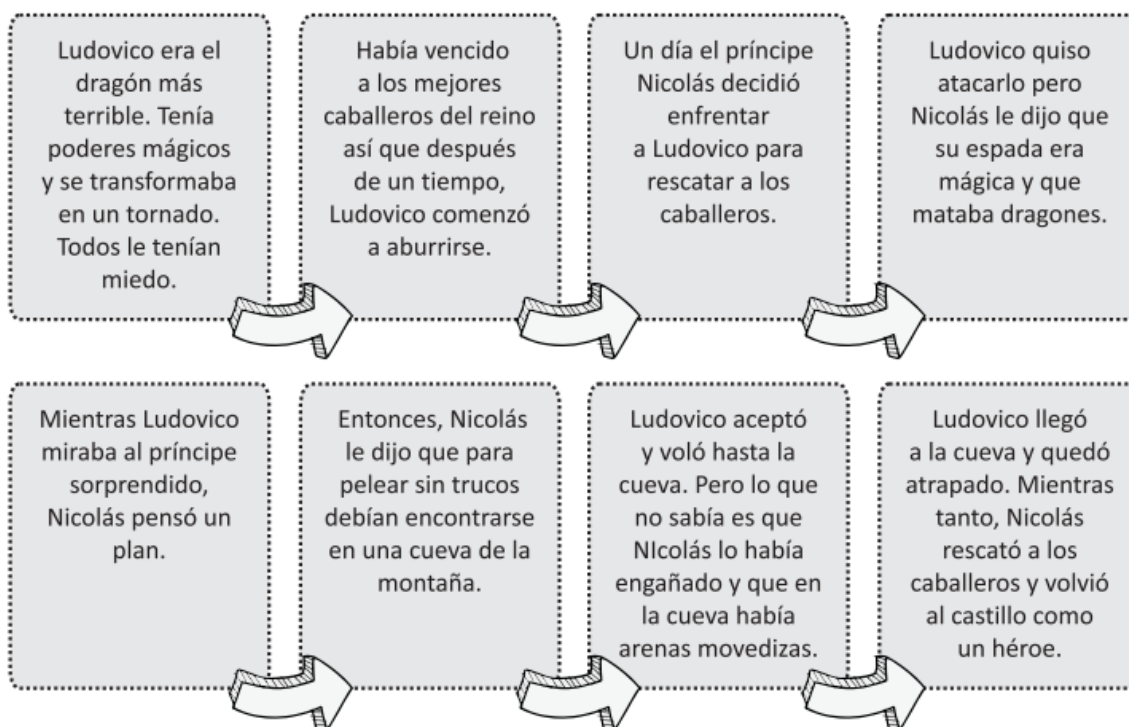 Ludovico era el
dragón más
terrible. Tenía
poderes mágicos
y se transformaba
en un tornado.
Todos le tenían
miedo.
Había vencido
a los mejores
caballeros del reino
así que después
de un tiempo,
Ludovico comenzó
a aburrirse.
Un día el príncipe
Nicolás decidió
enfrentar
a Ludovico para
rescatar a los
caballeros.
Ludovico quiso
atacarlo pero
Nicolás le dijo que
su espada era
mágica y que
mataba dragones.
Mientras Ludovico
miraba al príncipe
sorprendido,
Nicolás pensó un
plan.
Entonces, Nicolás
le dijo que para
pelear sin trucos
debían encontrarse
en una cueva de la
montaña.
Ludovico aceptó
y voló hasta la
cueva. Pero lo que
no sabía es que
NIcolás lo había
engañado y que en
la cueva había
arenas movedizas.
Ludovico llegó
a la cueva y quedó
atrapado. Mientras
tanto, Nicolás
rescató a los
caballeros y volvió
al castillo como
un héroe.